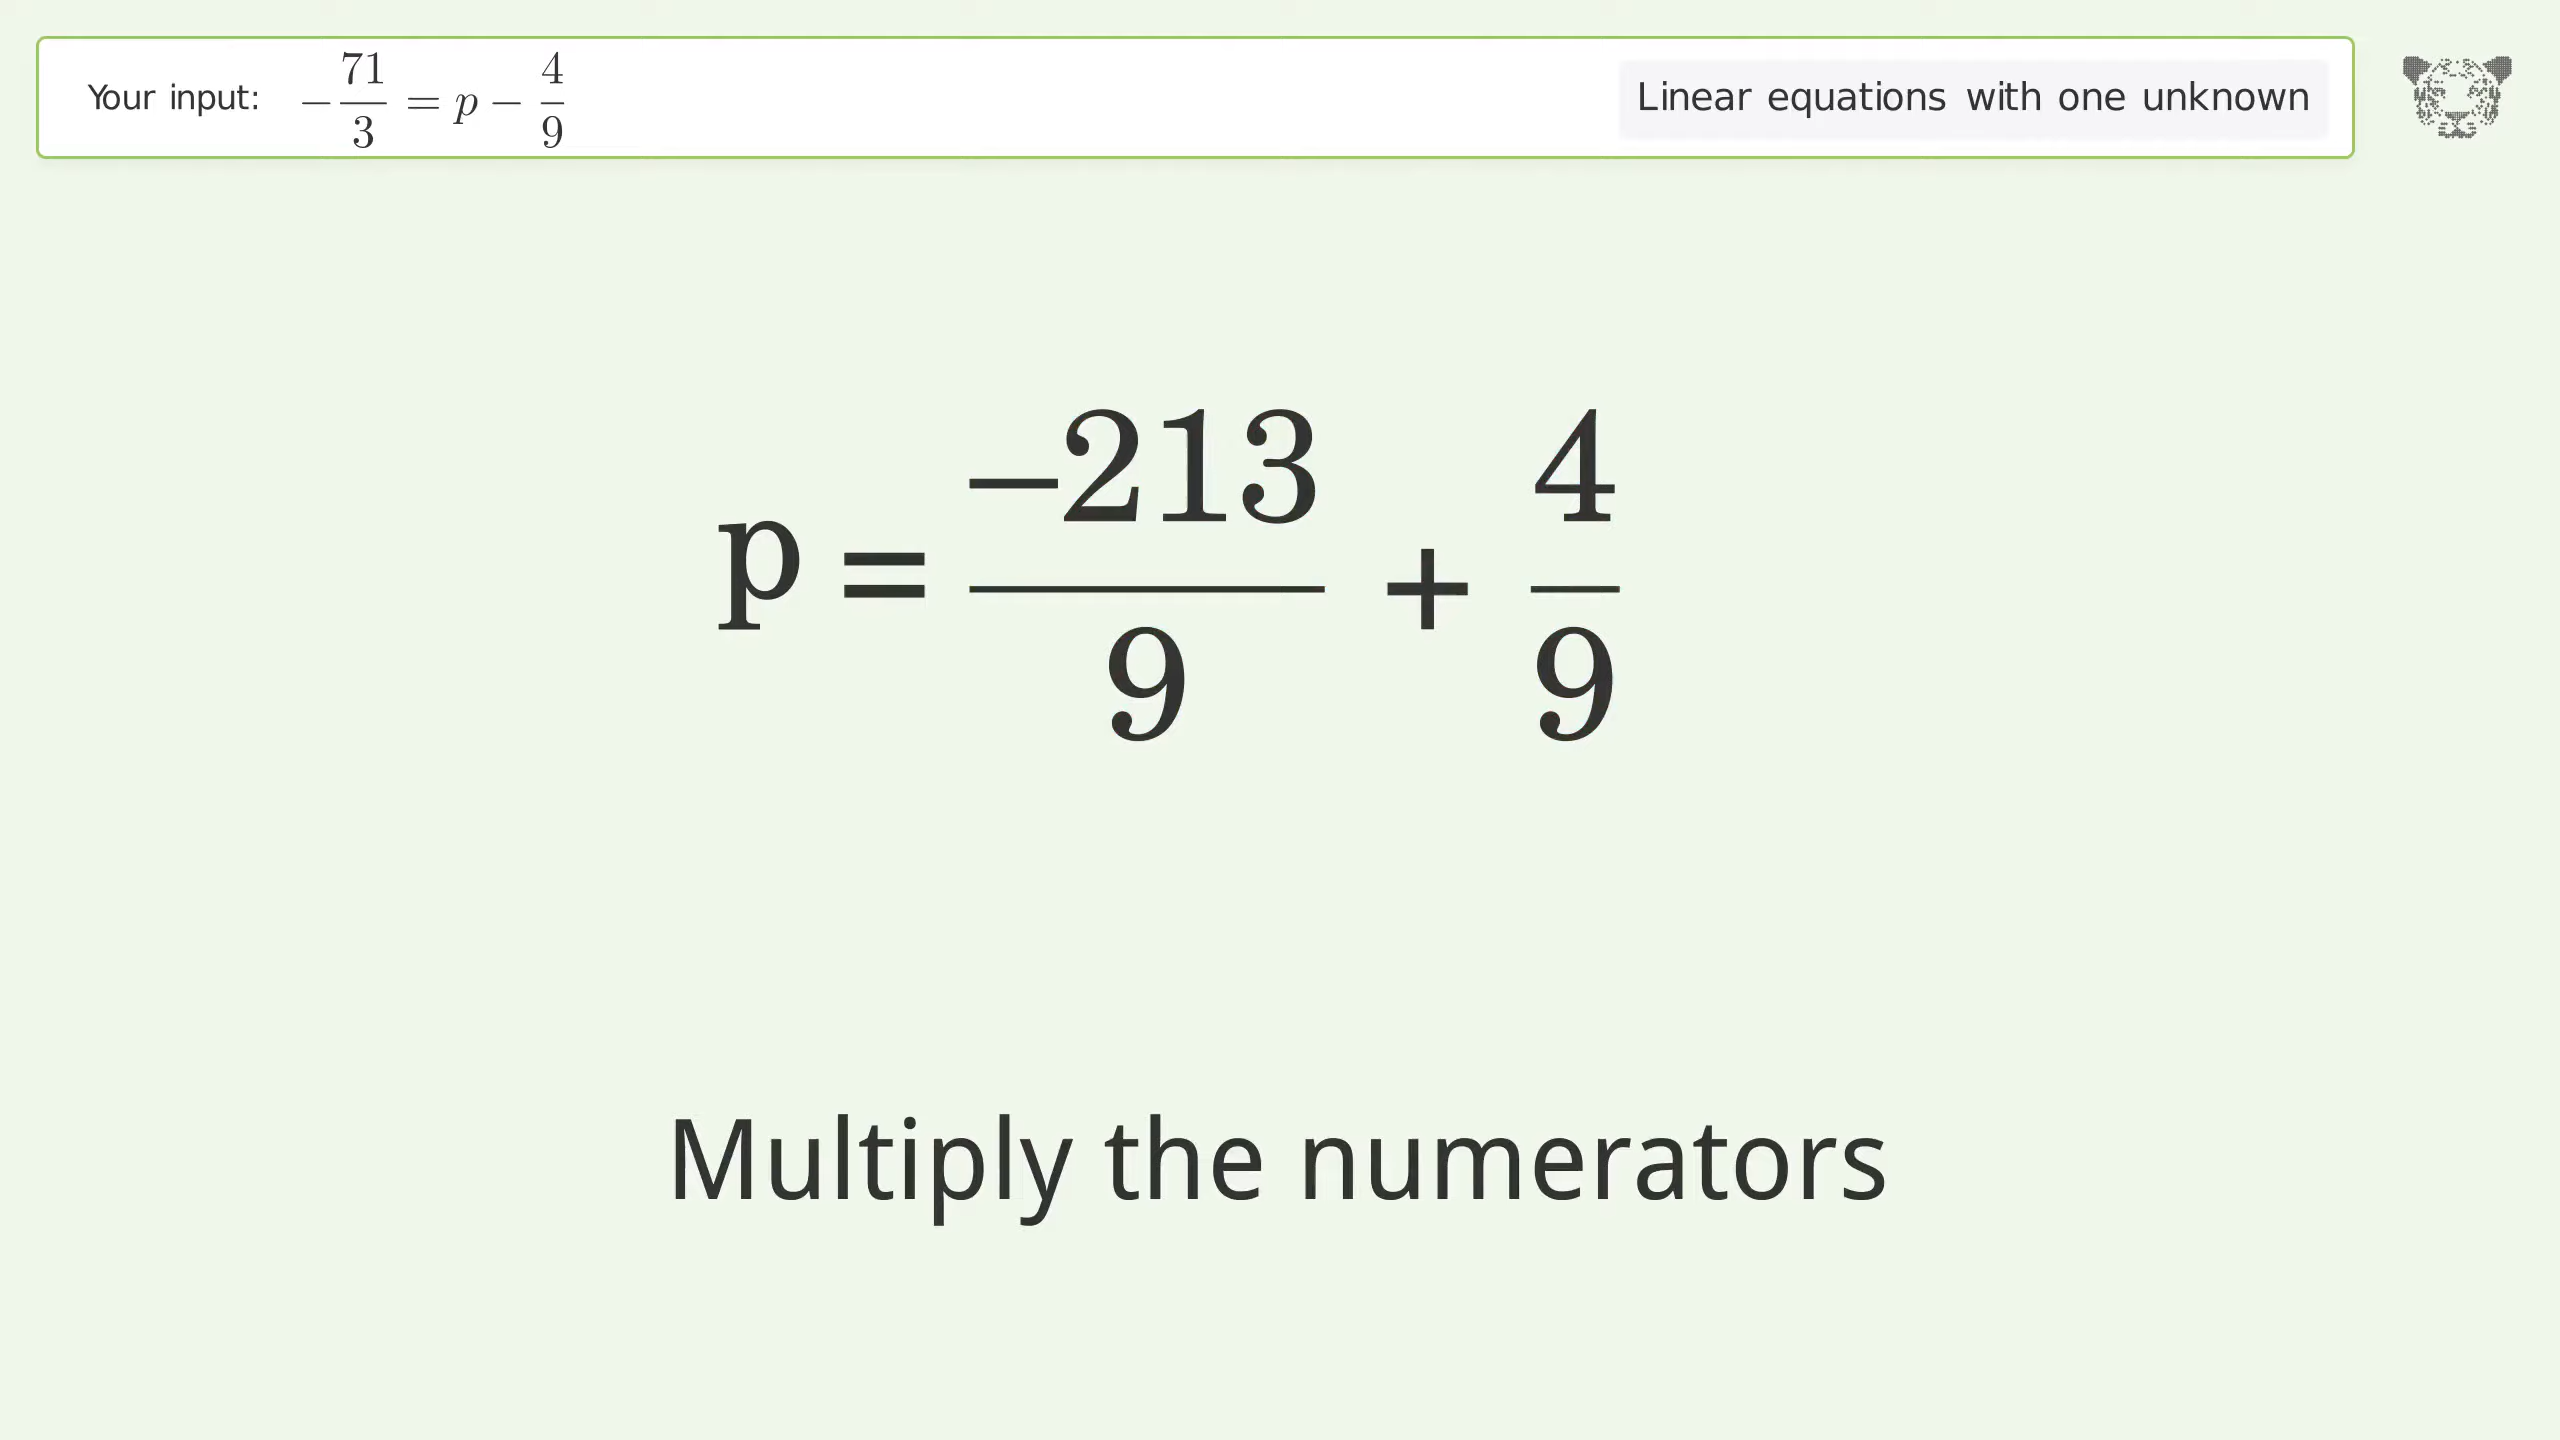 Your input: −71/3 = p − 4/9
Linear equations with one unknown
p = −213/9 + 4/9
Multiply the numerators